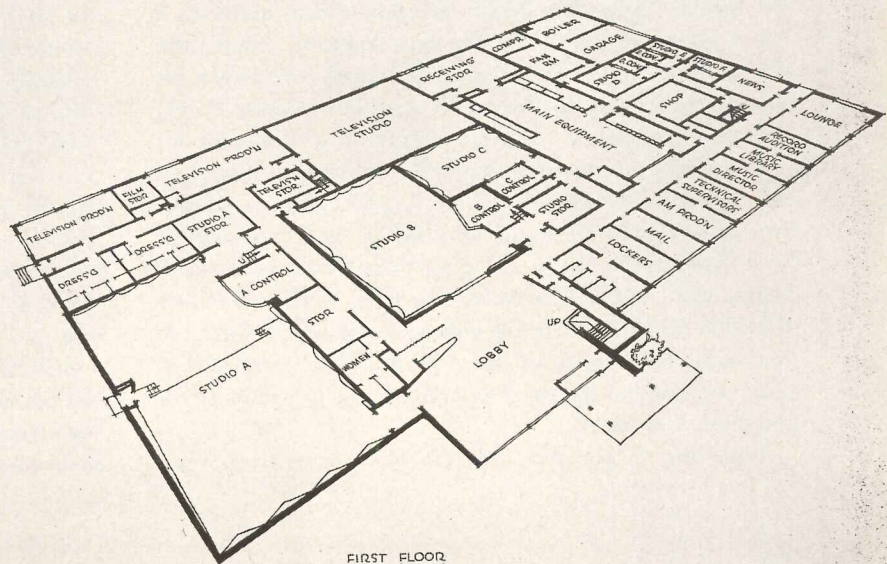 COMPR
BOILER
GARAGE
FAN RM
RECEIVING STOR
STUDIO E
E. CON.
D. CON.
STUDIO F
STUDIO D
NEWS
SHOP
LOUNGE
RECORD AUDITION
MUSIC LIBRARY
MUSIC DIRECTOR
TECHNICAL SUPERVISORS
AM PROD'N
MAIL
LOCKERS
MAIN EQUIPMENT
TELEVISION STUDIO
STUDIO C
C CONTROL
B CONTROL
STUDIO STOR
STUDIO B
TELEVIS'N STOR.
TELEVISION PROD'N
FILM STOR
TELEVISION PROD'N
STUDIO A STOR
DRESS'G
DRESS'G
A CONTROL
STOR
WOMEN
STUDIO A
LOBBY
UP
FIRST FLOOR